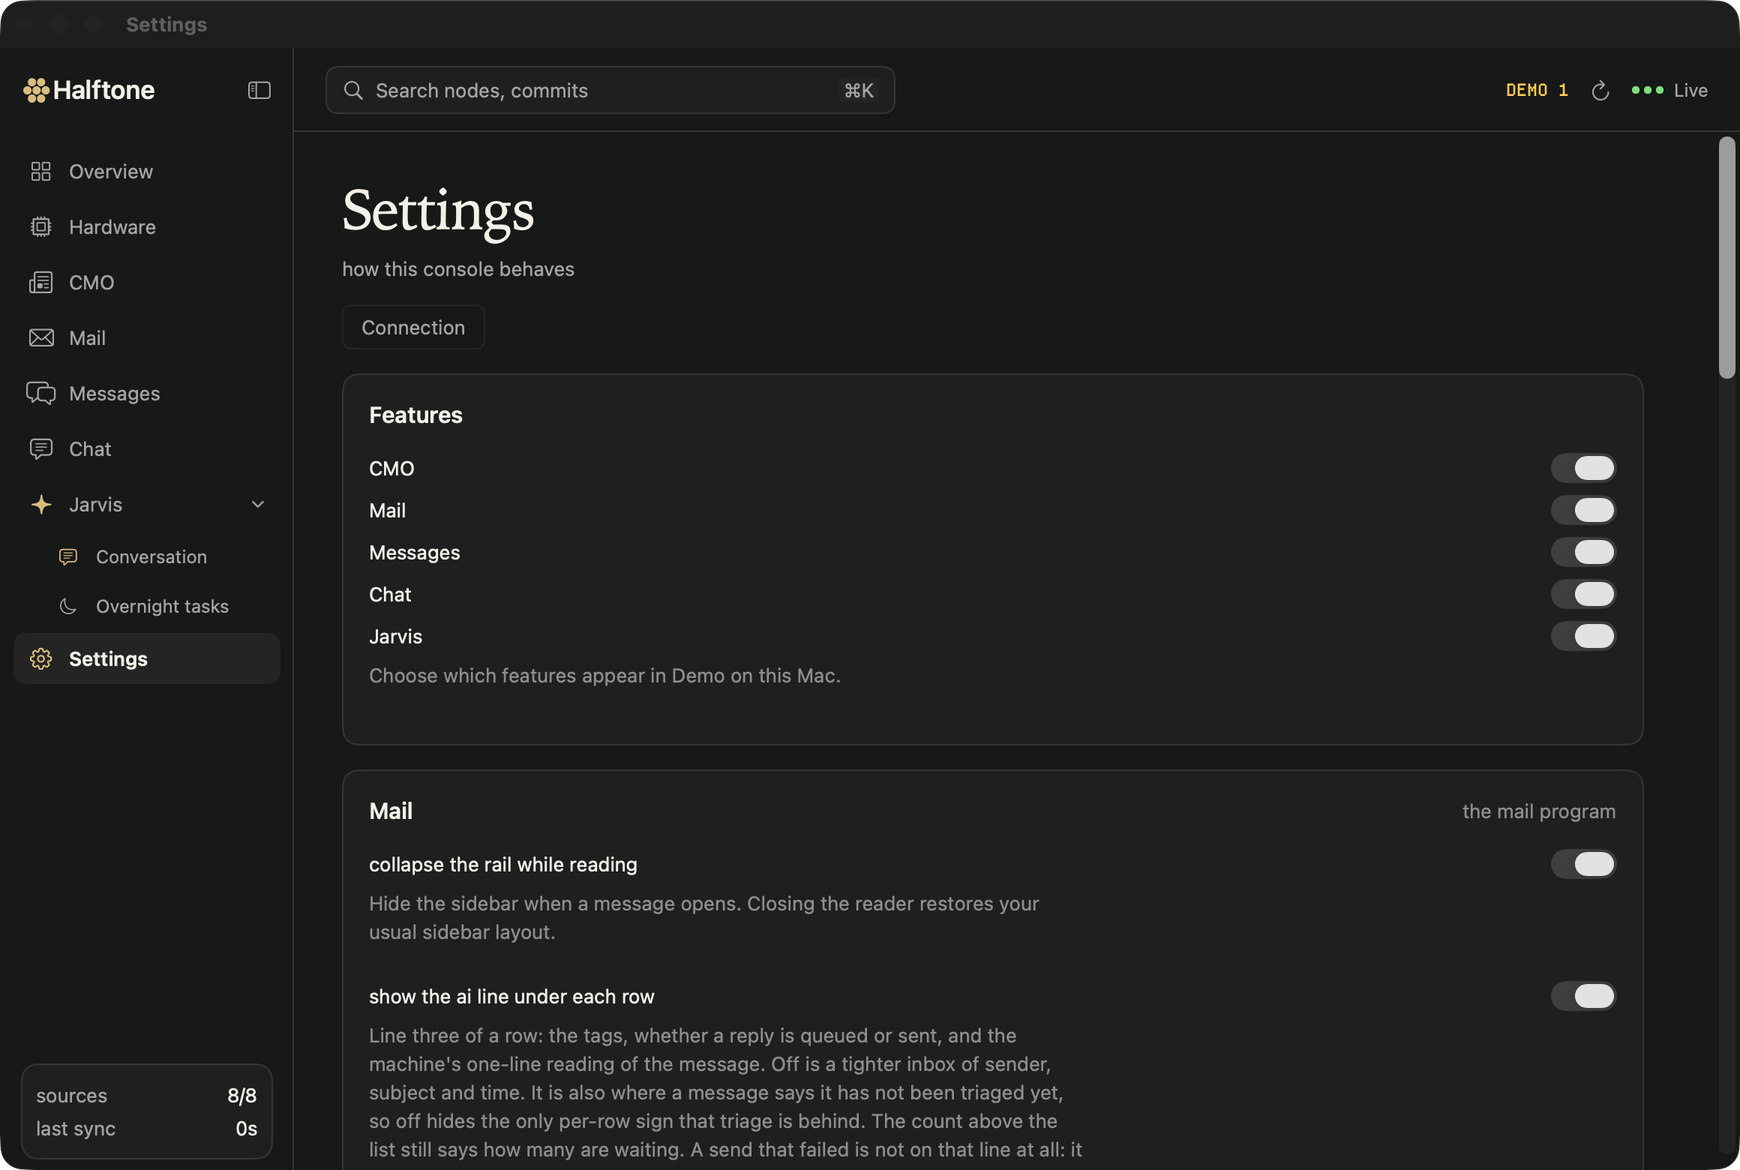 Settings
Halftone
Search nodes, commits
⌘K
DEMO 1
Live
Overview
Hardware
CMO
Mail
Messages
Chat
Jarvis
Conversation
Overnight tasks
Settings
sources 8/8
last sync 0s
Settings
how this console behaves
Connection
Features
CMO
Mail
Messages
Chat
Jarvis
Choose which features appear in Demo on this Mac.
Mail
the mail program
collapse the rail while reading
Hide the sidebar when a message opens. Closing the reader restores your
usual sidebar layout.
show the ai line under each row
Line three of a row: the tags, whether a reply is queued or sent, and the
machine's one-line reading of the message. Off is a tighter inbox of sender,
subject and time. It is also where a message says it has not been triaged yet,
so off hides the only per-row sign that triage is behind. The count above the
list still says how many are waiting. A send that failed is not on that line at all: it